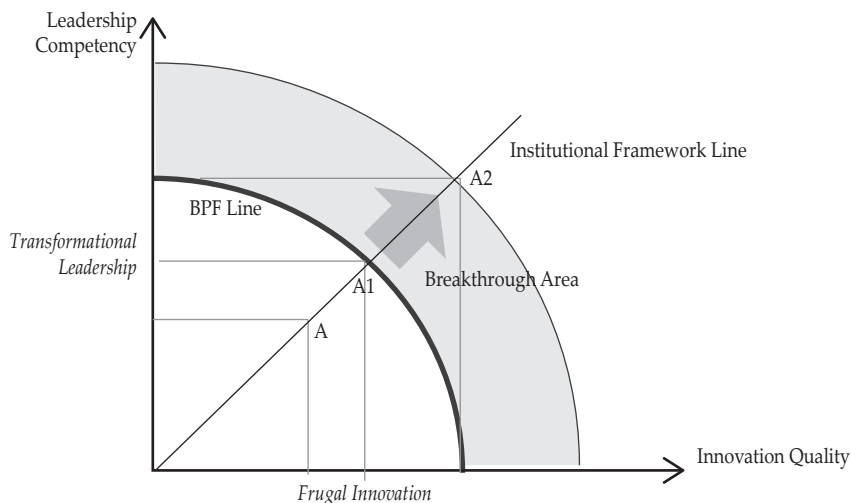 Leadership
Competency
Institutional Framework Line
A2
BPF Line
Transformational
Leadership
Breakthrough Area
A1
A
Innovation Quality
Frugal Innovation